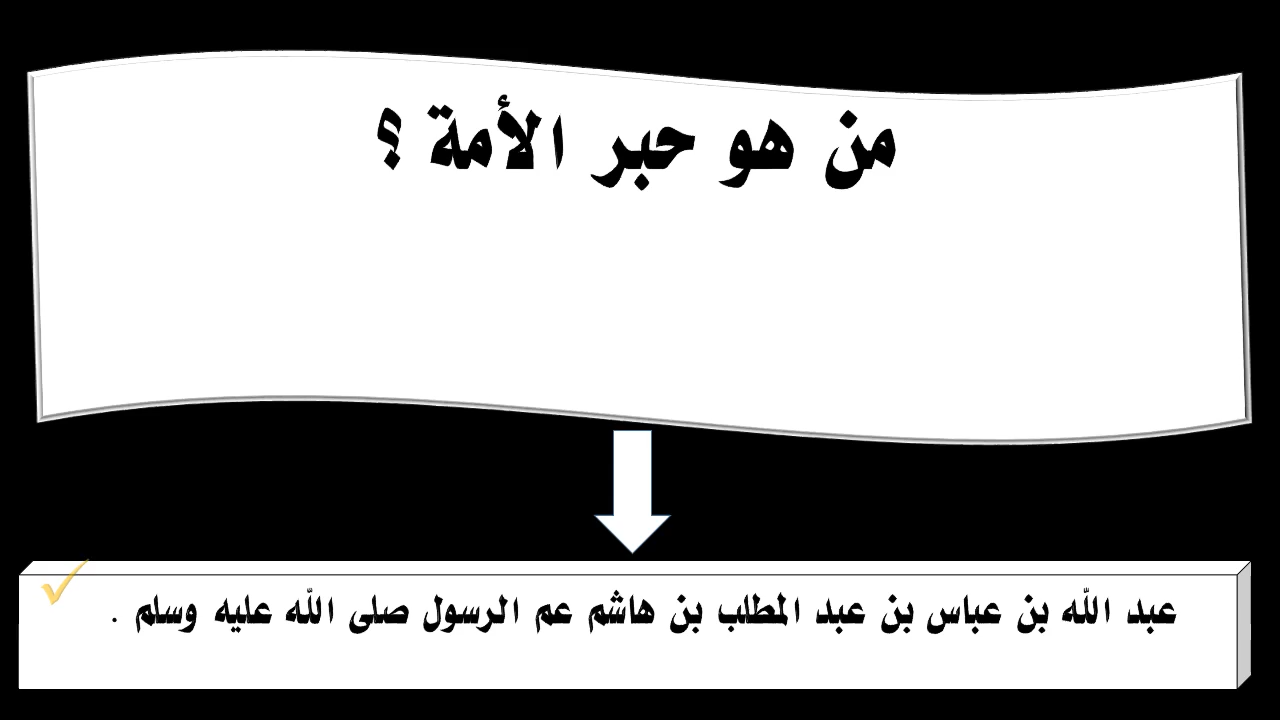 من هو حبر الأمة ؟
عبد الله بن عباس بن عبد المطلب بن هاشم عم الرسول صلى الله عليه وسلم .